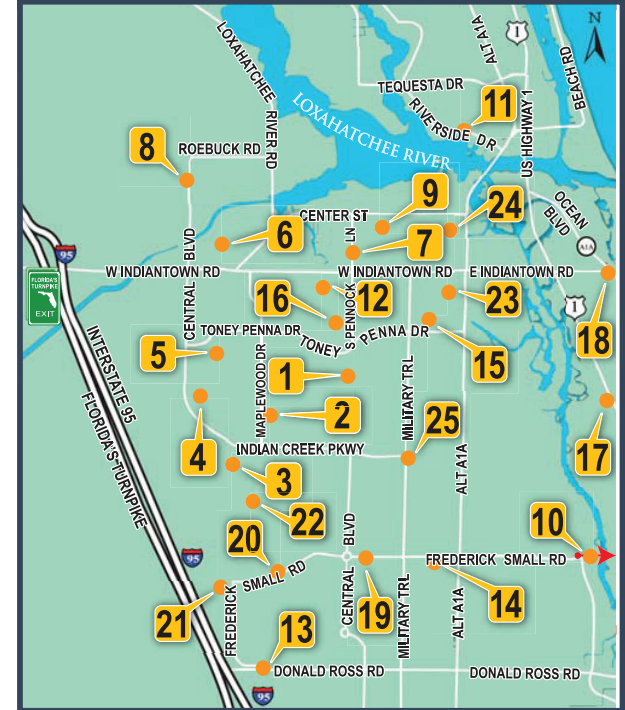 LOXAHATCHEE
RIVER RD
ALT A1A
1
N
BEACH RD
TEQUESTA DR
11
RIVERSIDE DR
US HIGHWAY 1
LOXAHATCHEE RIVER
8
ROEBUCK RD
9
24
OCEAN BLVD
CENTER ST
6
7
A1A
95
CENTRAL BLVD
S PENNOCK LN
W INDIANTOWN RD
W INDIANTOWN RD
E INDIANTOWN RD
FLORIDA'S
TURNPIKE
EXIT
16
12
23
1
18
TONEY PENNA DR
TONEY PENNA DR
15
5
INTERSTATE 95
FLORIDA'S TURNPIKE
MAPLEWOOD DR
1
2
MILITARY TRL
4
25
17
INDIAN CREEK PKWY
3
ALT A1A
22
10
20
CENTRAL BLVD
95
FREDERICK SMALL RD
FREDERICK SMALL RD
19
14
21
MILITARY TRL
ALT A1A
13
DONALD ROSS RD
DONALD ROSS RD
95